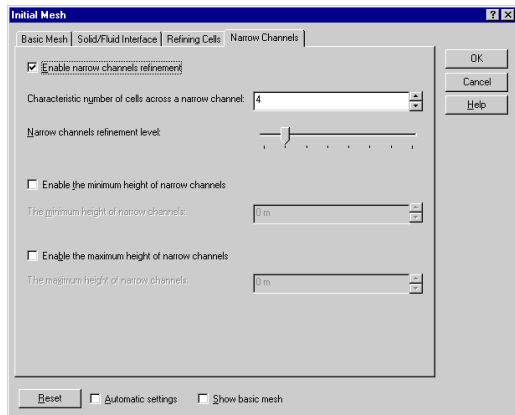 Initial Mesh
Basic Mesh Solid/Fluid Interface Refining Cells Narrow Channels
OK
Cancel
Help
Enable narrow channels refinement
Characteristic number of cells across a narrow channel: 4
Narrow channels refinement level:
Enable the minimum height of narrow channels
The minimum height of narrow channels: 0 m
Enable the maximum height of narrow channels
The maximum height of narrow channels: 0 m
Reset Automatic settings Show basic mesh